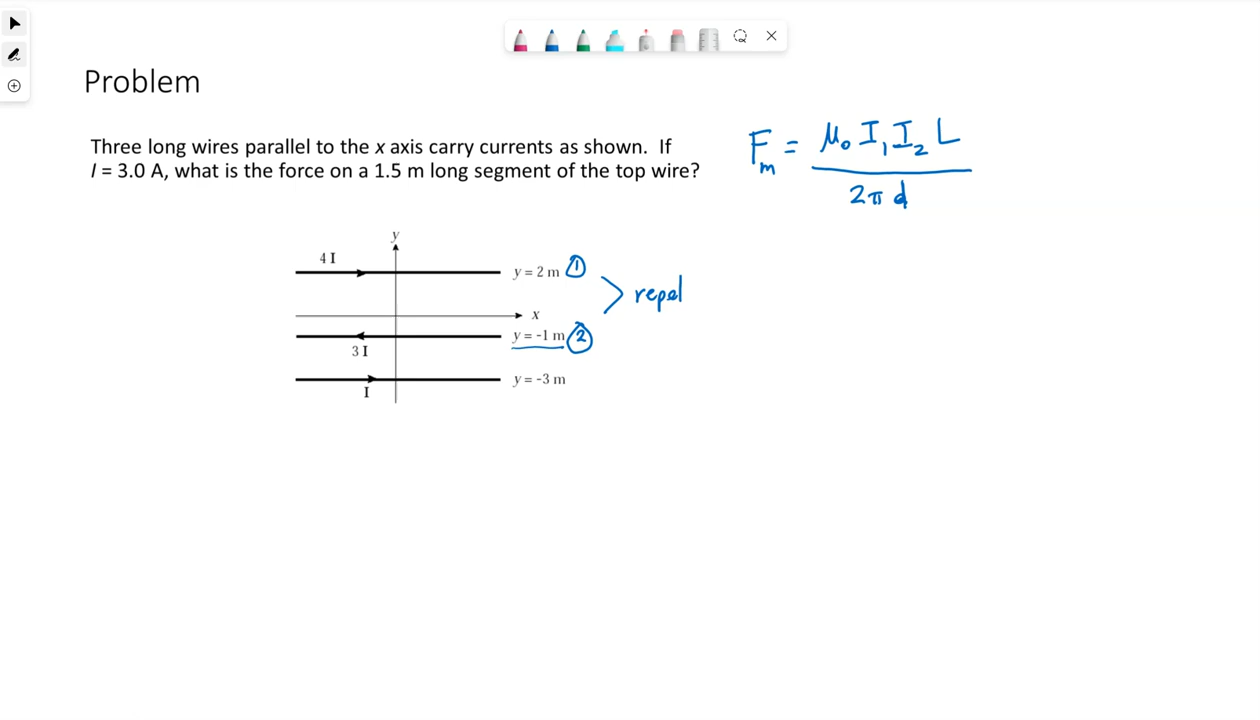 Problem
Three long wires parallel to the x axis carry currents as shown. If
I = 3.0 A, what is the force on a 1.5 m long segment of the top wire?
Fm = μ₀ I₁ I₂ L / 2π d
y
4 I
y = 2 m ①
> repel
x
y = -1 m ②
3 I
y = -3 m
I